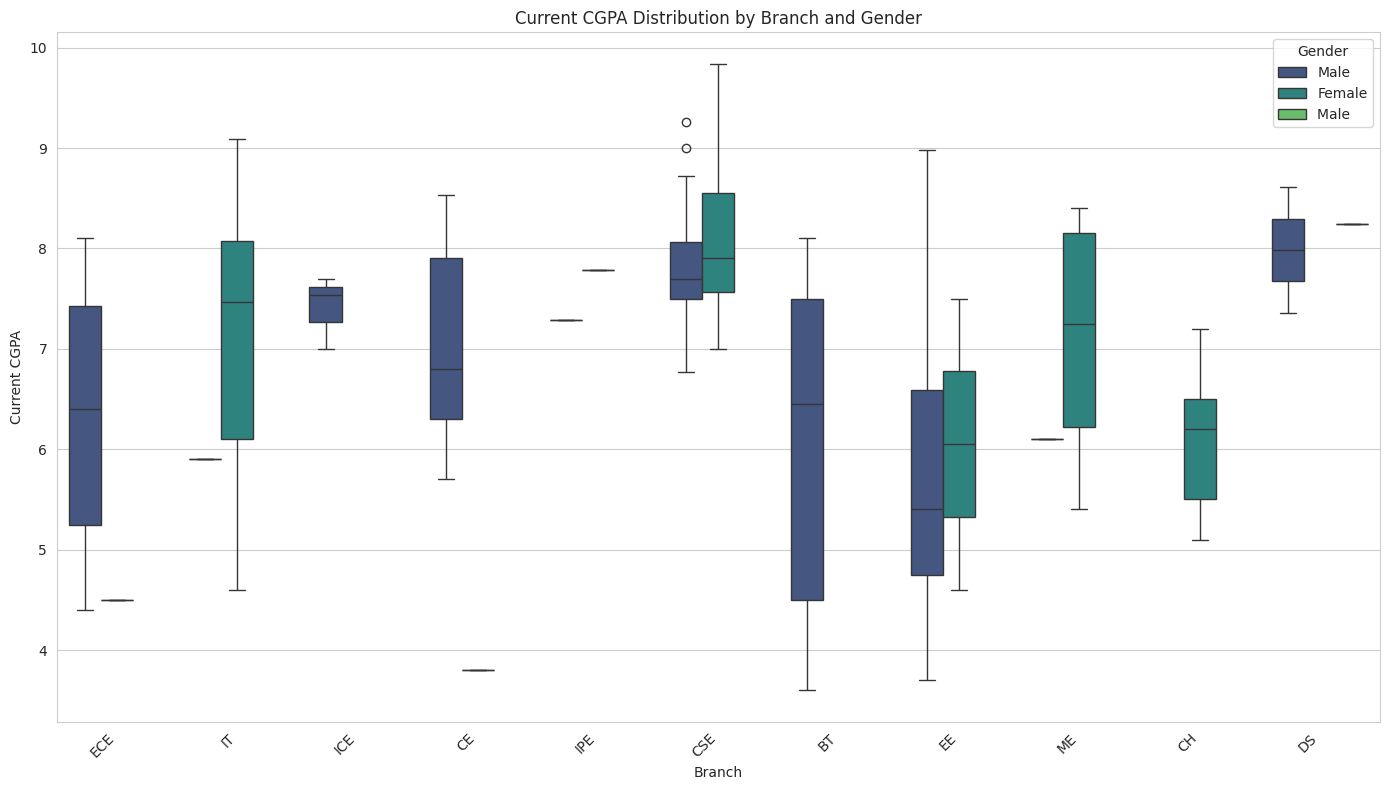 Current CGPA Distribution by Branch and Gender
Gender
Male
Female
Male
10
9
8
7
6
5
4
Current CGPA
ECE
IT
ICE
CE
IPE
CSE
BT
EE
ME
CH
DS
Branch